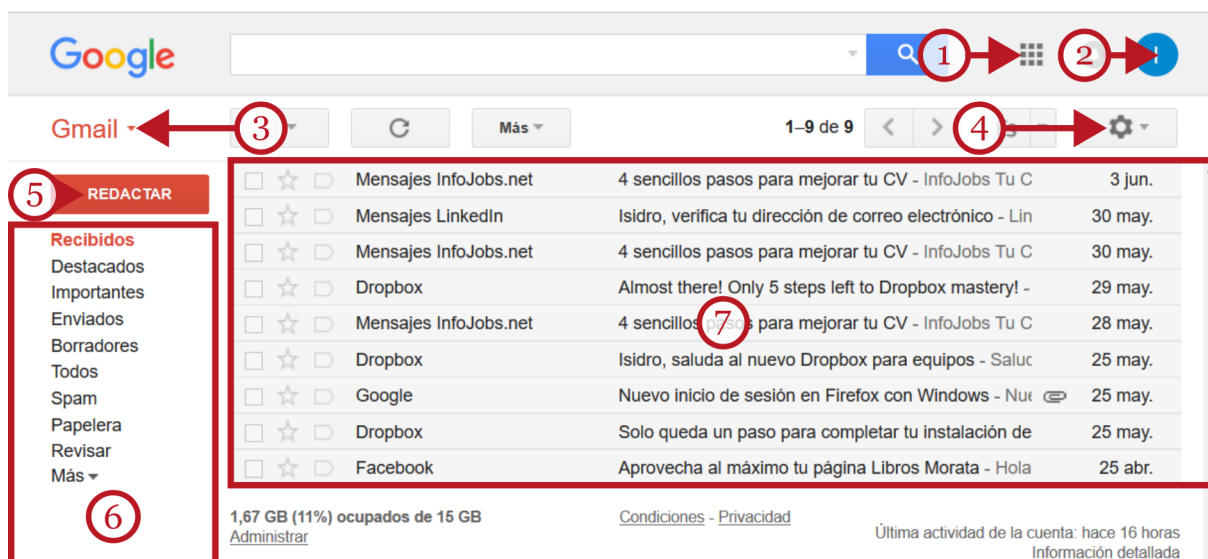 Google
1
2
I
Gmail
3
Más
1–9 de 9
4
5
REDACTAR
Recibidos
Destacados
Importantes
Enviados
Borradores
Todos
Spam
Papelera
Revisar
Más
6
Mensajes InfoJobs.net 4 sencillos pasos para mejorar tu CV - InfoJobs Tu C 3 jun.
Mensajes LinkedIn Isidro, verifica tu dirección de correo electrónico - Lin 30 may.
Mensajes InfoJobs.net 4 sencillos pasos para mejorar tu CV - InfoJobs Tu C 30 may.
Dropbox Almost there! Only 5 steps left to Dropbox mastery! - 29 may.
Mensajes InfoJobs.net 4 sencillos pasos para mejorar tu CV - InfoJobs Tu C 28 may.
7
Dropbox Isidro, saluda al nuevo Dropbox para equipos - Saluc 25 may.
Google Nuevo inicio de sesión en Firefox con Windows - Nue 25 may.
Dropbox Solo queda un paso para completar tu instalación de 25 may.
Facebook Aprovecha al máximo tu página Libros Morata - Hola 25 abr.
1,67 GB (11%) ocupados de 15 GB
Administrar
Condiciones - Privacidad
Última actividad de la cuenta: hace 16 horas
Información detallada